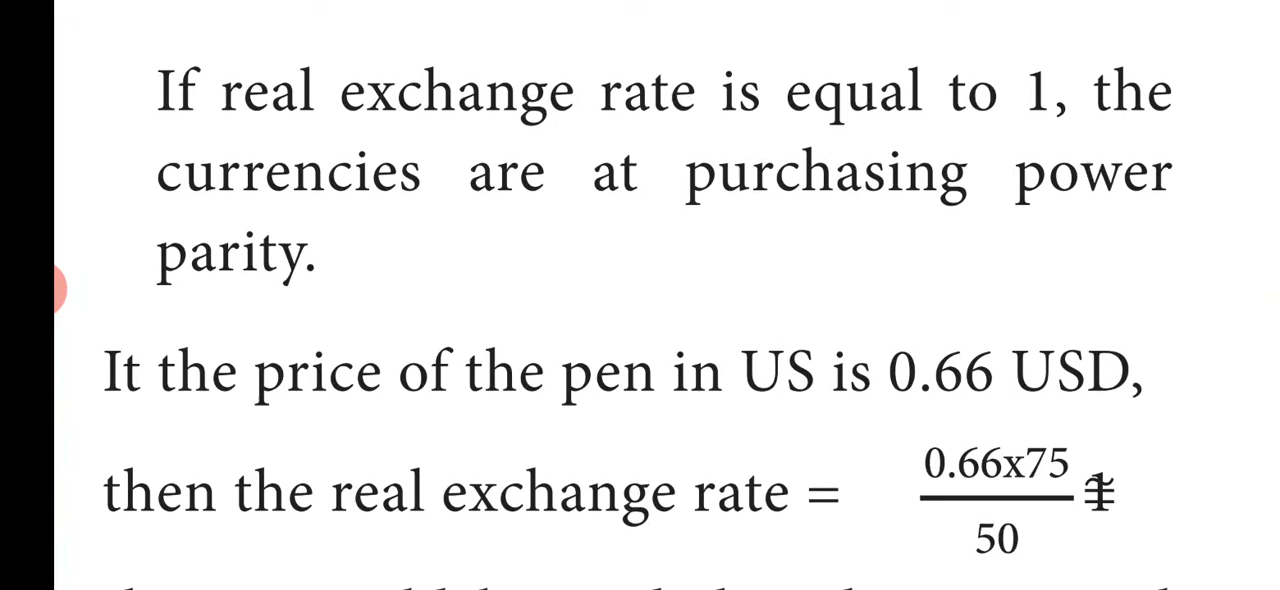 If real exchange rate is equal to 1, the
currencies are at purchasing power
parity.
It the price of the pen in US is 0.66 USD,
then the real exchange rate = 0.66x75
50